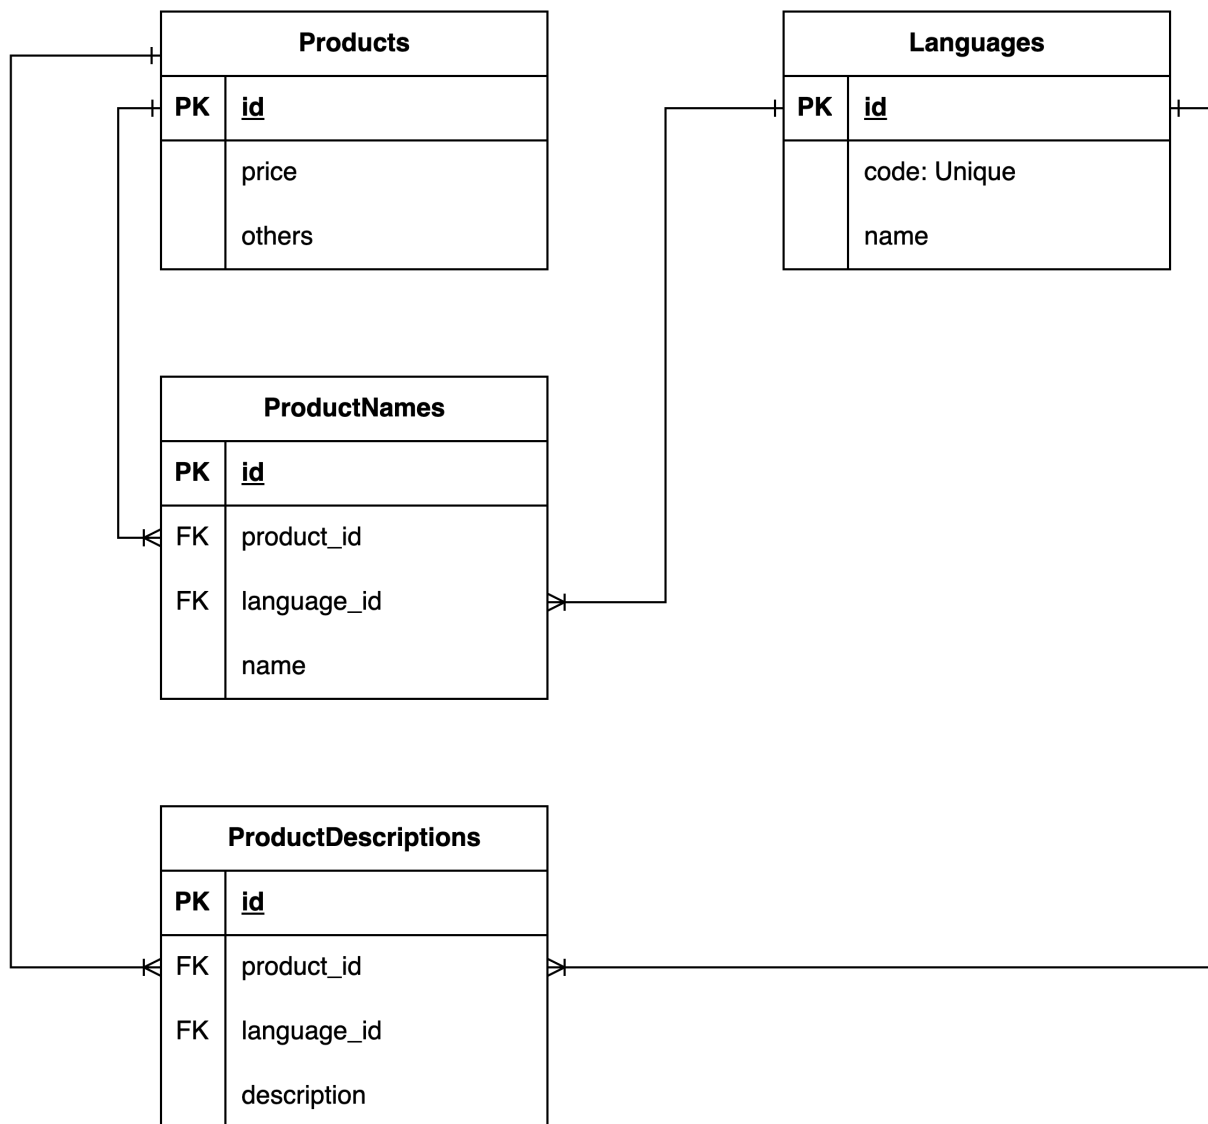 Products
PK id
price
others
Languages
PK id
code: Unique
name
ProductNames
PK id
FK product_id
FK language_id
name
ProductDescriptions
PK id
FK product_id
FK language_id
description